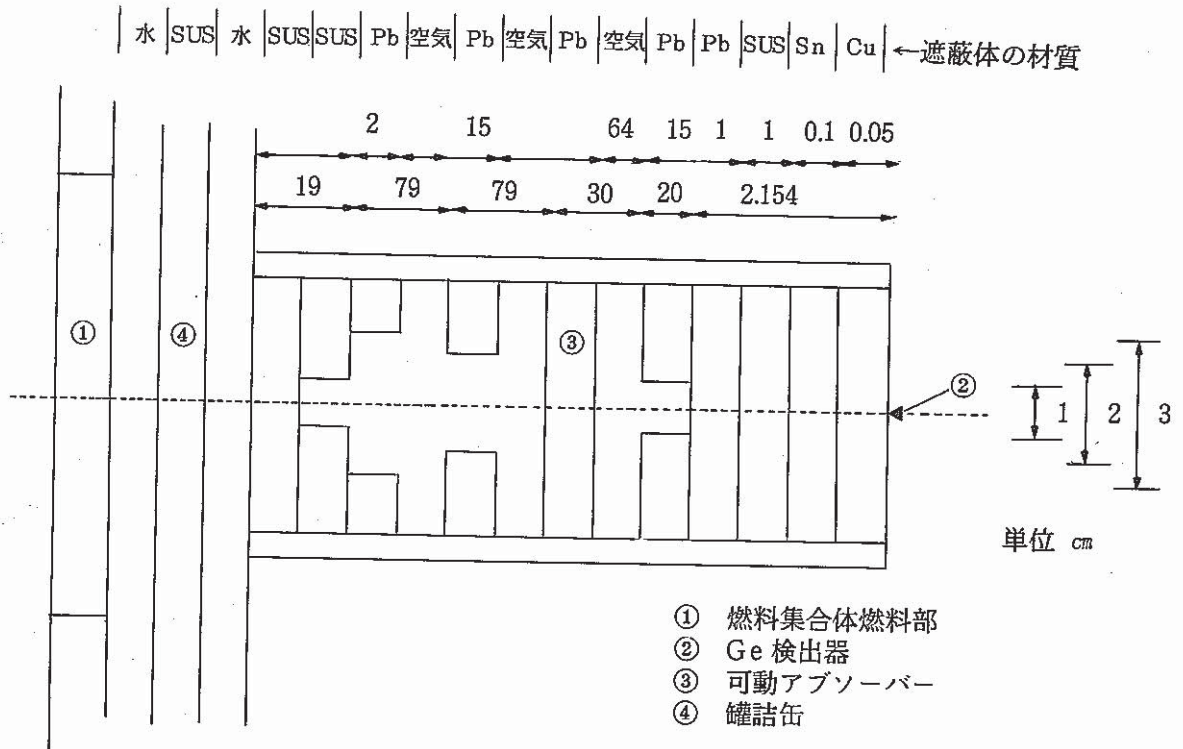 水 SUS 水 SUS SUS Pb 空気 Pb 空気 Pb 空気 Pb Pb SUS Sn Cu ←遮蔽体の材質
2 15 64 15 1 1 0.1 0.05
19 79 79 30 20 2.154
① ④ ③ ②
1 2 3
単位 cm
① 燃料集合体燃料部
② Ge検出器
③ 可動アブソーバー
④ 罐詰缶